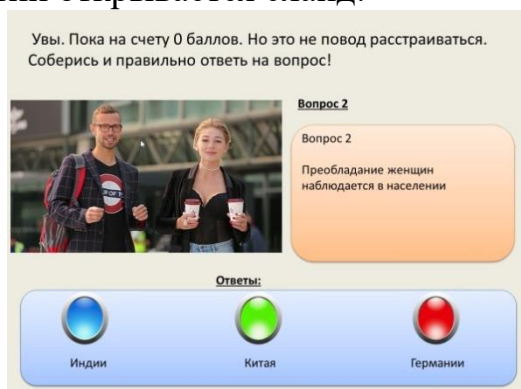 Увы. Пока на счету 0 баллов. Но это не повод расстраиваться.
Соберись и правильно ответь на вопрос!
Вопрос 2
Вопрос 2
Преобладание женщин
наблюдается в населении
Ответы:
Индии
Китая
Германии